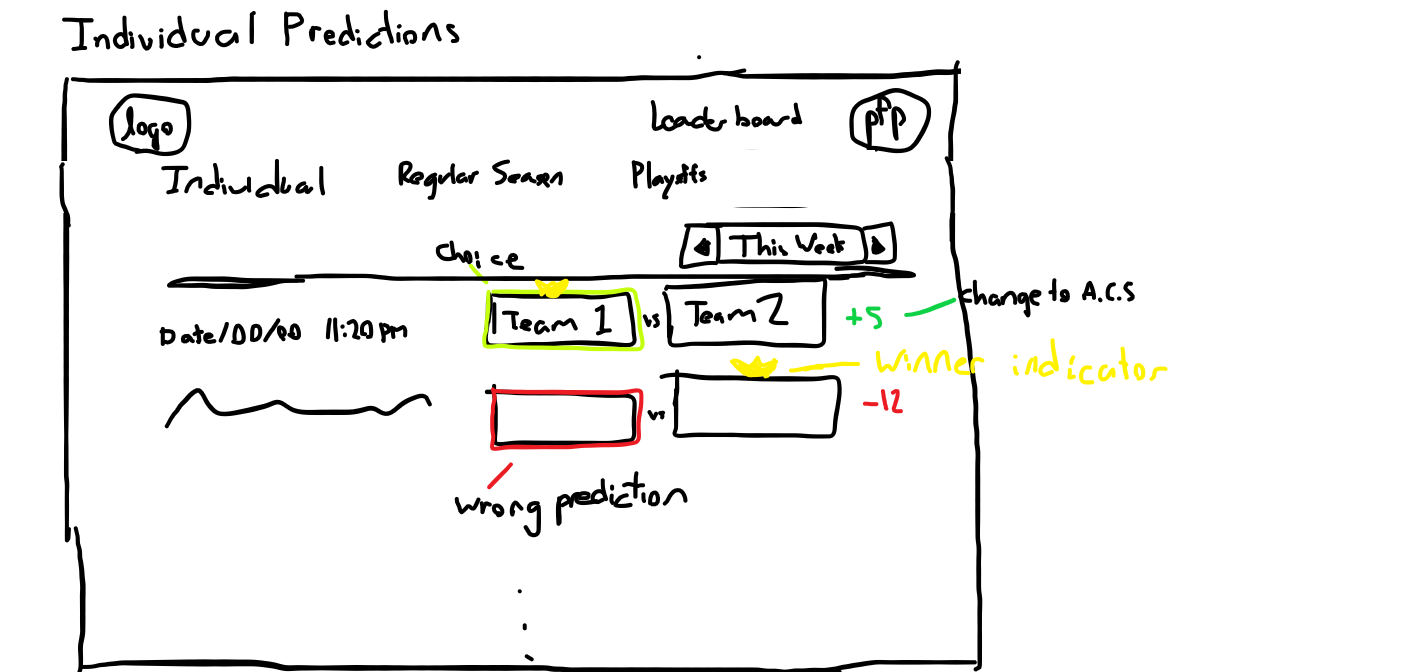 Individual Predictions
logo
Leaderboard
pfp
Individual
Regular Season
Playoffs
This Week
Choice
Date/DD/DD 11:20 pm
Team 1
vs
Team 2
+5
change to A.C.S
winner indicator
vs
-12
wrong prediction